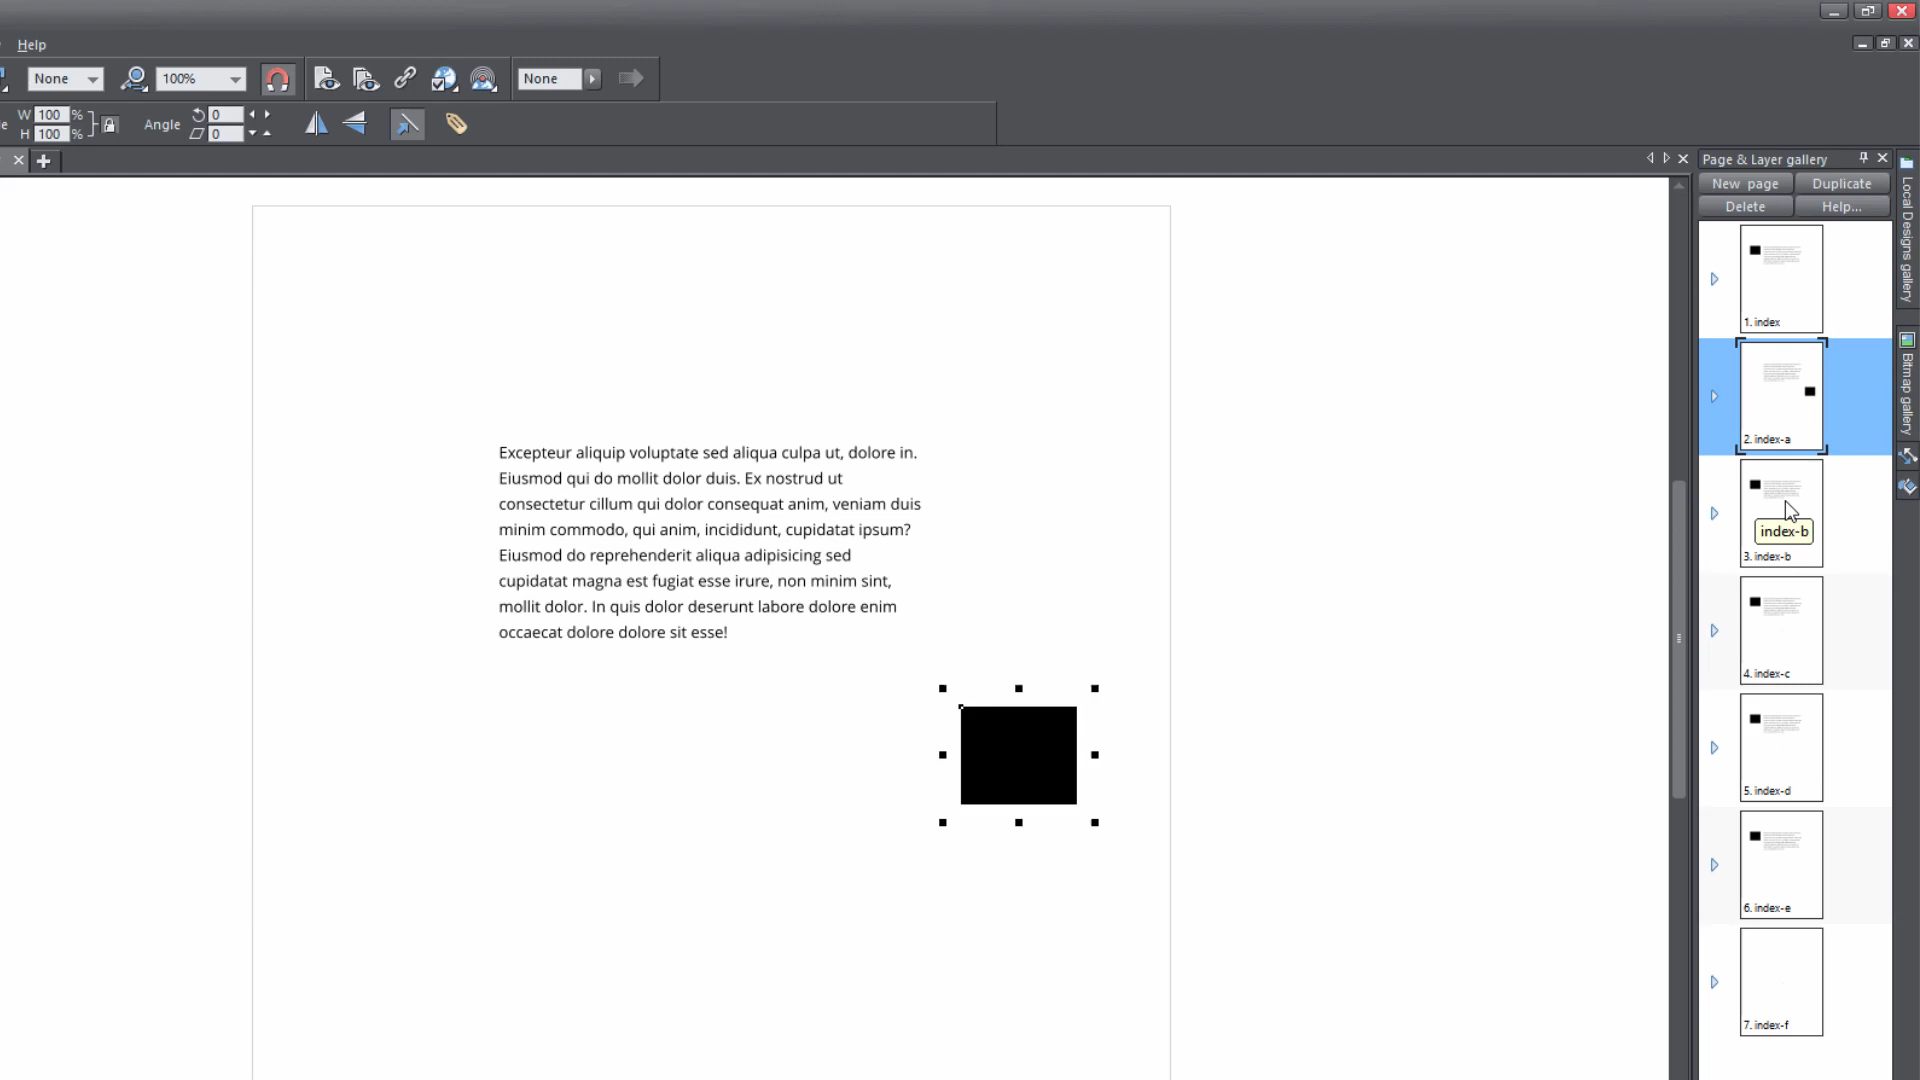 Help
None
100%
None
W 100 %
H 100 %
Angle
0
0
Page & Layer gallery
New page
Duplicate
Delete
Help...
Local Designs gallery
Bitmap gallery
1. index
2. index-a
index-b
3. index-b
4. index-c
5. index-d
6. index-e
7. index-f
Excepteur aliquip voluptate sed aliqua culpa ut, dolore in.
Eiusmod qui do mollit dolor duis. Ex nostrud ut
consectetur cillum qui dolor consequat anim, veniam duis
minim commodo, qui anim, incididunt, cupidatat ipsum?
Eiusmod do reprehenderit aliqua adipisicing sed
cupidatat magna est fugiat esse irure, non minim sint,
mollit dolor. In quis dolor deserunt labore dolore enim
occaecat dolore dolore sit esse!